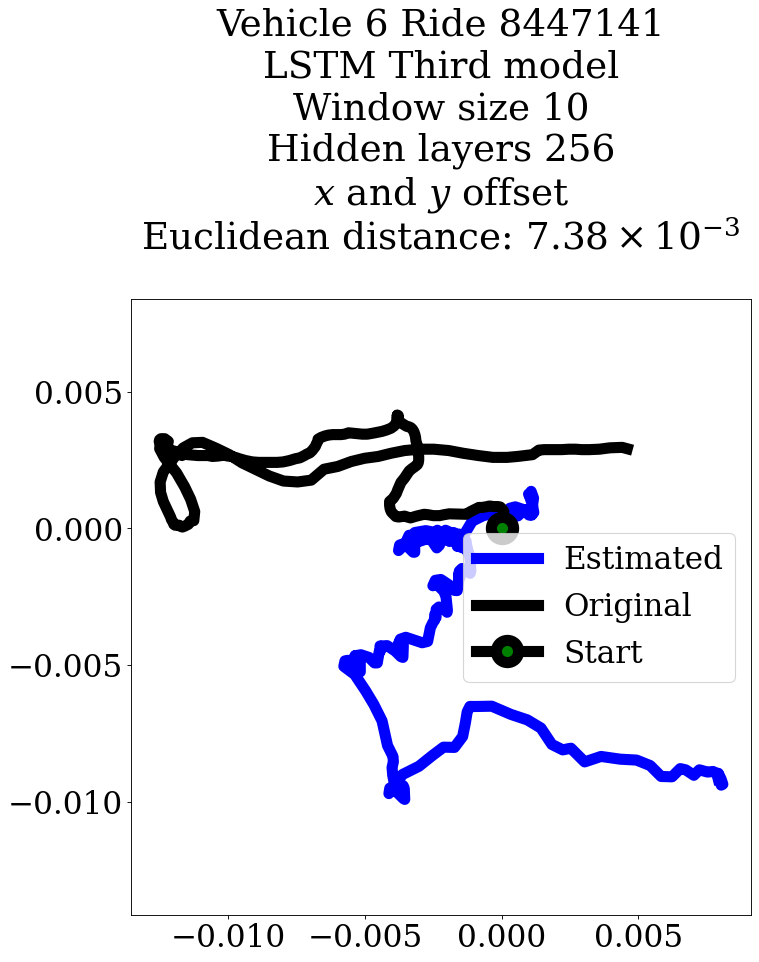 Vehicle 6 Ride 8447141
LSTM Third model
Window size 10
Hidden layers 256
x and y offset
Euclidean distance: 7.38 × 10⁻³
0.005
0.000
−0.005
−0.010
Estimated
Original
Start
−0.010 −0.005 0.000 0.005